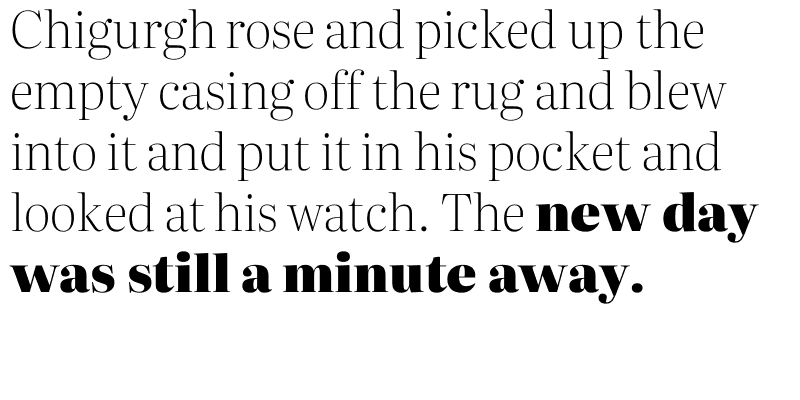 Chigurgh rose and picked up the
empty casing off the rug and blew
into it and put it in his pocket and
looked at his watch. The new day
was still a minute away.